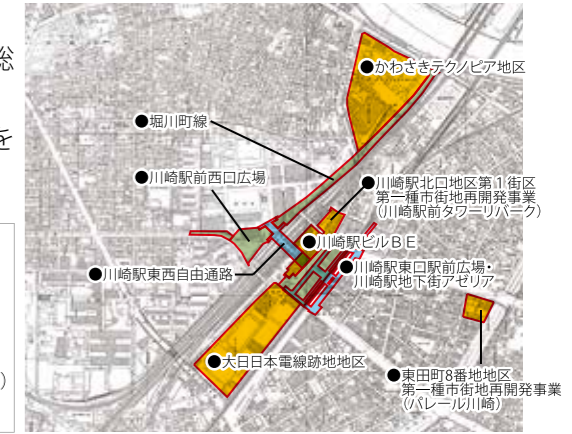 総
を
)
●かわさきテクノピア地区
●堀川町線
●川崎駅前西口広場
●川崎駅北口地区第1街区
第一種市街地再開発事業
(川崎駅前タワーリバーク)
●川崎駅ビルＢＥ
●川崎駅東西自由通路
●川崎駅東口駅前広場・
川崎駅地下街アゼリア
●大日日本電線跡地地区
●東田町8番地地区
第一種市街地再開発事業
(パレール川崎)